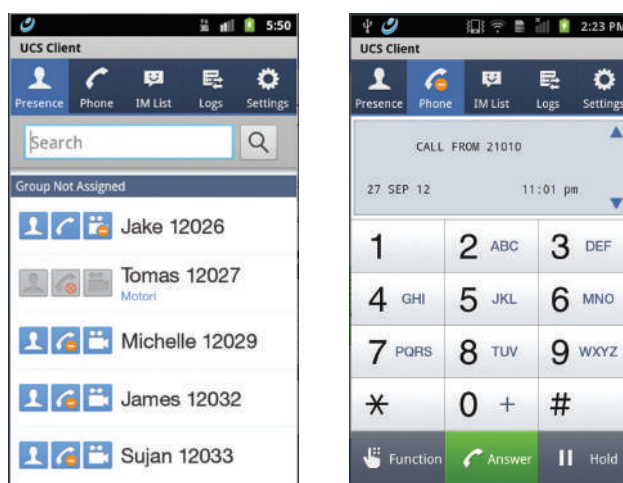 5:50
UCS Client
Presence Phone IM List Logs Settings
Search
Group Not Assigned
Jake 12026
Tomas 12027
Motori
Michelle 12029
James 12032
Sujan 12033
2:23 PM
UCS Client
Presence Phone IM List Logs Settings
CALL FROM 21010
27 SEP 12 11:01 pm
1 2 ABC 3 DEF
4 GHI 5 JKL 6 MNO
7 PQRS 8 TUV 9 WXYZ
* 0 + #
Function Answer Hold